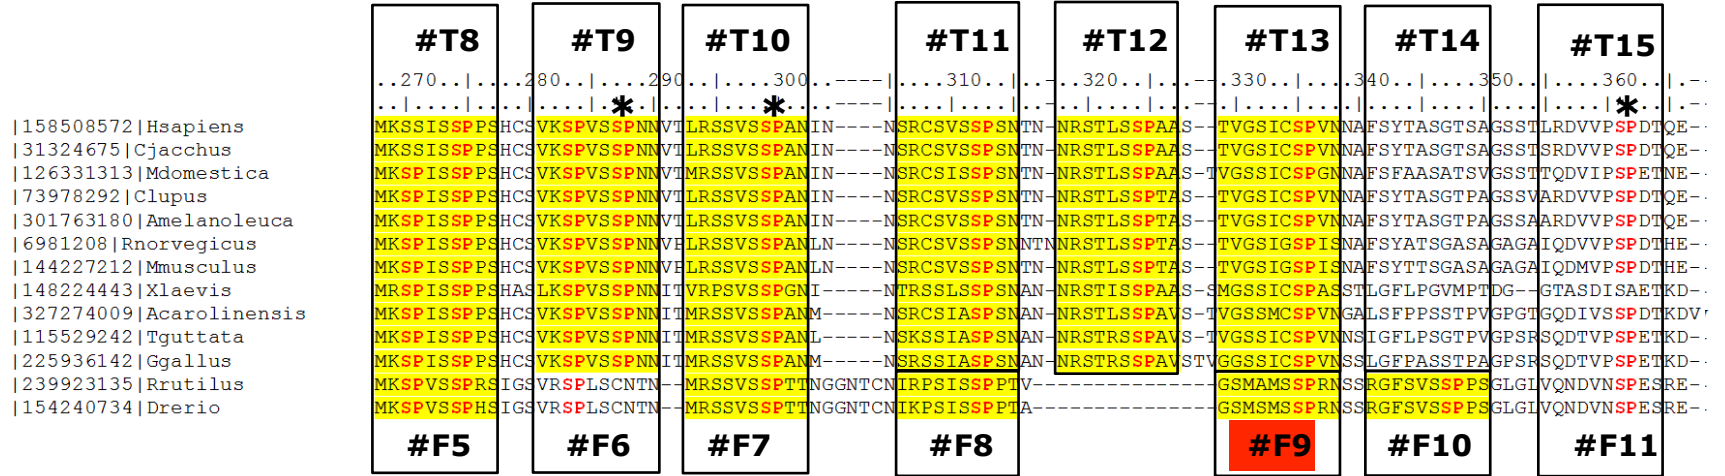 #T8 #T9 #T10 #T11 #T12 #T13 #T14 #T15
..270..|....280....|....290..|....300..----|....310....|..-..320....|....--.330....|....340....|....350....|....360..|.-
..|....|....|....*....|....|....*....----|....|....|..-..|....|....--.|....|....|....|....|....|....|....*..|.-
|158508572|Hsapiens MKSSISSPPSHCSVKSPVSSPNNVTLRSSVSSPANIN----NSRCSVSSPSNTN-NRSTLSSPAAS--TVGSICSPVNNAFSYTASGTSAGSSTLRDVVPSPDTQE-
|31324675|Cjacchus MKSSISSPPSHCSVKSPVSSPNNVTLRSSVSSPANIN----NSRCSVSSPSNTN-NRSTLSSPAAS--TVGSICSPVNNAFSYTASGTSAGSSTSRDVVPSPDTQE-
|126331313|Mdomestica MKSPISSPPSHCSVKSPVSSPNNVTMRSSVSSPANIN----NSRCSISSPSNTN-NRSTLSSPAAS-TVGSSICSPGNNAFSFAASATSVGSSTTQDVIPSPETNE-
|73978292|Clupus MKSPISSPPSHCSVKSPVSSPNNVTLRSSVSSPANIN----NSRCSVSSPSNTN-NRSTLSSPTAS--TVGSICSPVNNAFSYTASGTPAGSSVARDVVPSPDTQE-
|301763180|Amelanoleuca MKSPISSPPSHCSVKSPVSSPNNVTLRSSVSSPANIN----NSRCSVSSPSNTN-NRSTLSSPTAS--TVGSICSPVNNAFSYTASGTPAGSSAARDVVPSPDTQE-
|6981208|Rnorvegicus MKSPISSPPSHCSVKSPVSSPNNVPLRSSVSSPANLN----NSRCSVSSPSNNTNNRSTLSSPTAS--TVGSIGSPISNAFSYATSGASAGAGAIQDVVPSPDTHE-
|144227212|Mmusculus MKSPISSPPSHCSVKSPVSSPNNVPLRSSVSSPANLN----NSRCSVSSPSNTN-NRSTLSSPTAS--TVGSIGSPISNAFSYTTSGASAGAGAIQDMVPSPDTHE-
|148224443|Xlaevis MRSPISSPPSHASLKSPVSSPNNITVRPSVSSPGNI-----NTRSSLSSPSNAN-NRSTISSPAAS-SMGSSICSPASSTLGFLPGVMPTDG--GTASDISAETKD-
|327274009|Acarolinensis MKSPISSPPSHCSVKSPVSSPNNITMRSSVSSPANM-----NSRCSIASPSNAN-NRSTLSSPAVS-TVGSSMCSPVNGALSFPPSSTPVGPGTGQDIVSSPDTKDV
|115529242|Tguttata MKSPISSPPSHCSVKSPVSSPNNITMRSSVSSPANM-----NSKSSIASPSNAN-NRSTRSSPAVS-TVGSSICSPVNNSIGFLPSGTPVGPSRSQDTVPSPETKD-
|225936142|Ggallus MKSPISSPPSHCSVKSPVSSPNNITMRSSVSSPANM-----NSRSSIASPSNAN-NRSTRSSPAVSTVGGSSICSPVNSSLGFPASSTPAGPSRSQDTVPSPETKD-
|239923135|Rrutilus MKSPVSSPRSIGSVRSPLSCNTN--MRSSVSSPTTNGGNTCNIRPSISSPPTV---------------GSMAMSSPRNSSRGFSVSSPPSGLGLVQNDVNSPESRE-
|154240734|Drerio MKSPVSSPHSIGSVRSPLSCNTN--MRSSVSSPTTNGGNTCNIKPSISSPPTA---------------GSMSMSSPRNSSRGFSVSSPPSGLGLVQNDVNSPESRE-
#F5 #F6 #F7 #F8 #F9 #F10 #F11